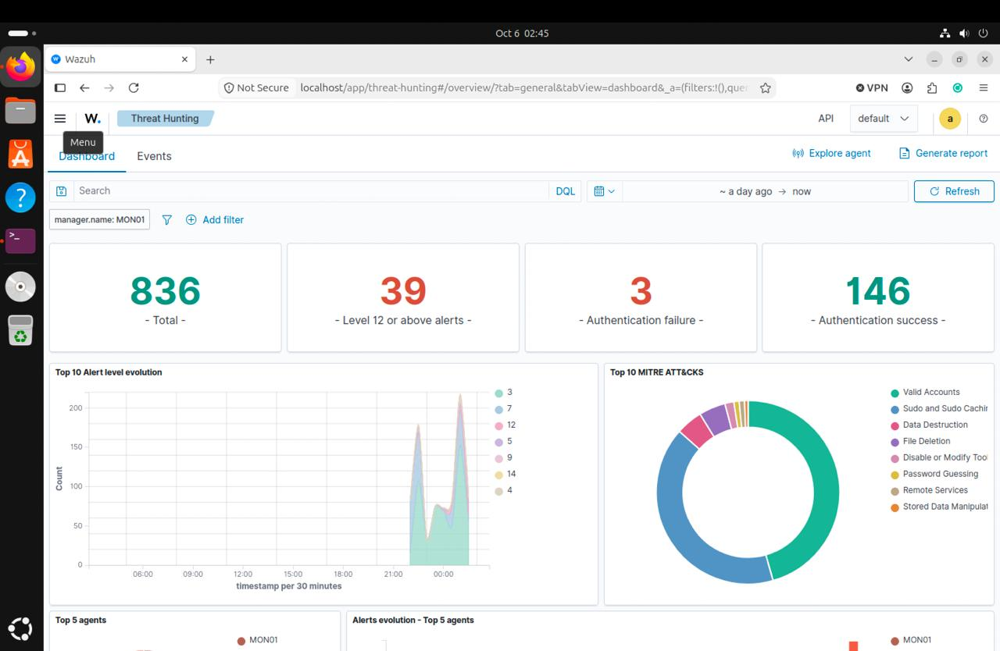 Oct 6 02:45
Wazuh
Not Secure
localhost/app/threat-hunting#/overview/?tab=general&tabView=dashboard&_a=(filters:!(),quer
VPN
W.
Threat Hunting
API
default
a
Menu
Dashboard
Events
Explore agent
Generate report
Search
DQL
~ a day ago → now
Refresh
manager.name: MON01
Add filter
836
- Total -
39
- Level 12 or above alerts -
3
- Authentication failure -
146
- Authentication success -
Top 10 Alert level evolution
200
150
100
50
0
Count
06:00
09:00
12:00
15:00
18:00
21:00
00:00
timestamp per 30 minutes
3
7
12
5
9
14
4
Top 10 MITRE ATT&CKS
Valid Accounts
Sudo and Sudo Cachin
Data Destruction
File Deletion
Disable or Modify Tool
Password Guessing
Remote Services
Stored Data Manipulat
Top 5 agents
MON01
Alerts evolution - Top 5 agents
MON01